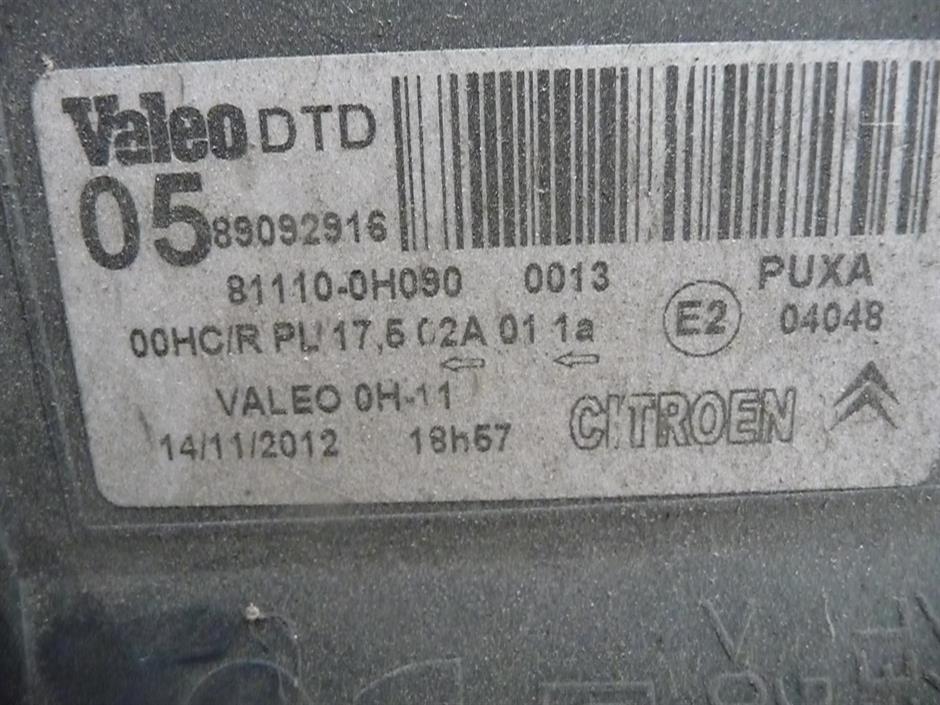 Valeo DTD
05 89092916
81110-0H090 0013 PUXA
00HC/R PL/17,5 02A 01 1a E2 04048
VALEO 0H-11 CITROEN
14/11/2012 18h57